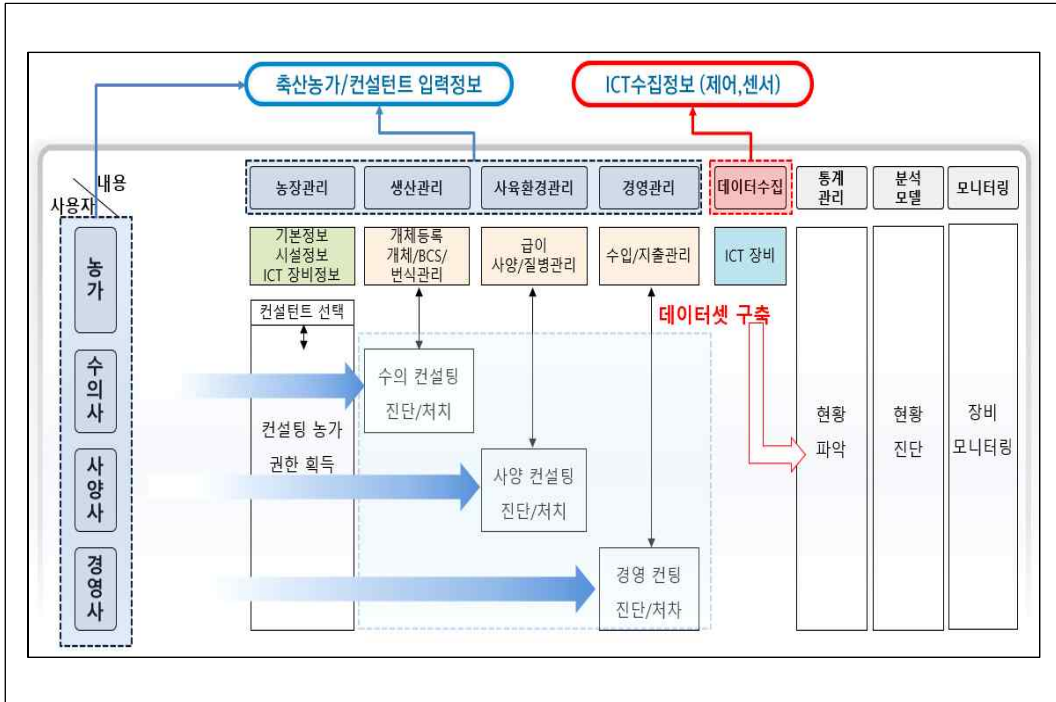 축산농가/컨설턴트 입력정보
ICT수집정보 (제어,센서)
내용
사용자
농장관리
생산관리
사육환경관리
경영관리
데이터수집
통계
관리
분석
모델
모니터링
농
가
수
의
사
사
양
사
경
영
사
기본정보
시설정보
ICT 장비정보
개체등록
개체/BCS/
번식관리
급이
사양/질병관리
수입/지출관리
ICT 장비
컨설턴트 선택
데이터셋 구축
수의 컨설팅
진단/처치
컨설팅 농가
권한 획득
사양 컨설팅
진단/처치
경영 컨팅
진단/처차
현황
파악
현황
진단
장비
모니터링